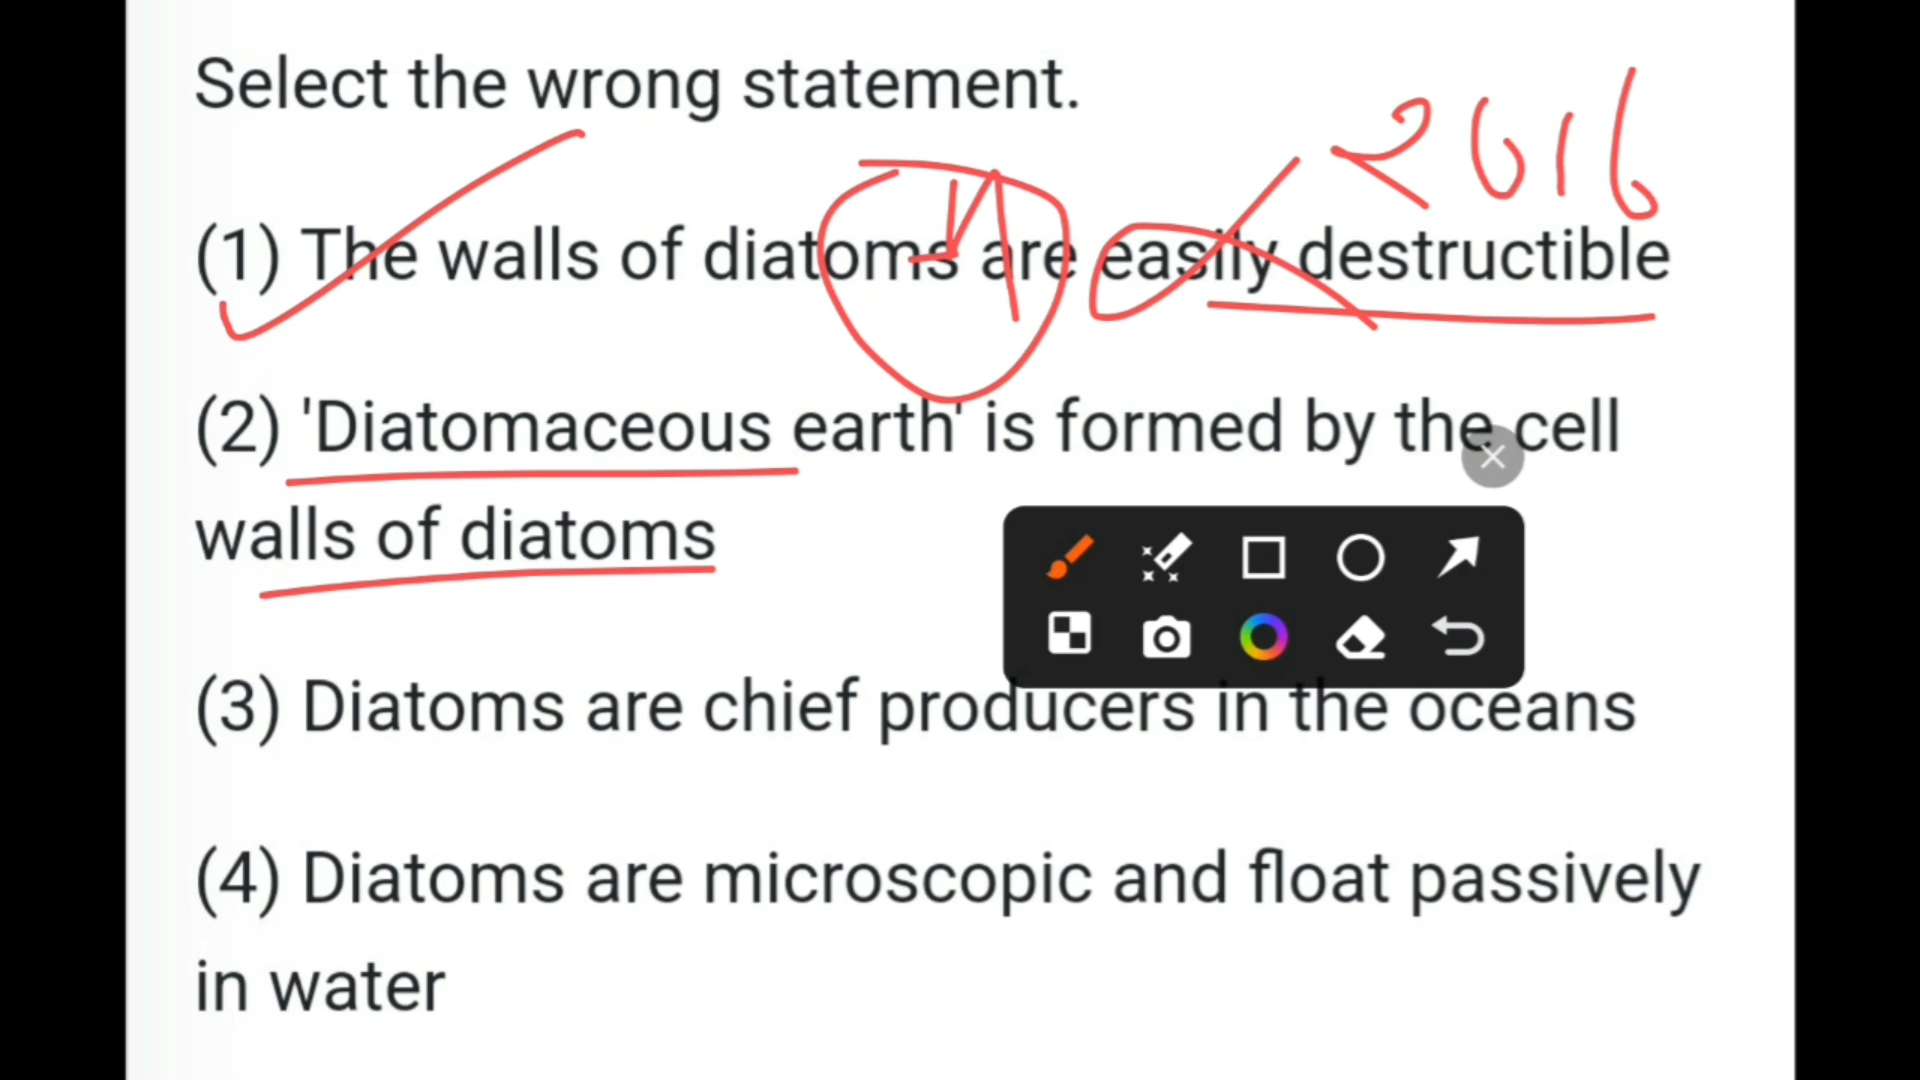 Select the wrong statement.
2016
(1) The walls of diatoms are easily destructible
(2) 'Diatomaceous earth' is formed by the cell
walls of diatoms
(3) Diatoms are chief producers in the oceans
(4) Diatoms are microscopic and float passively
in water